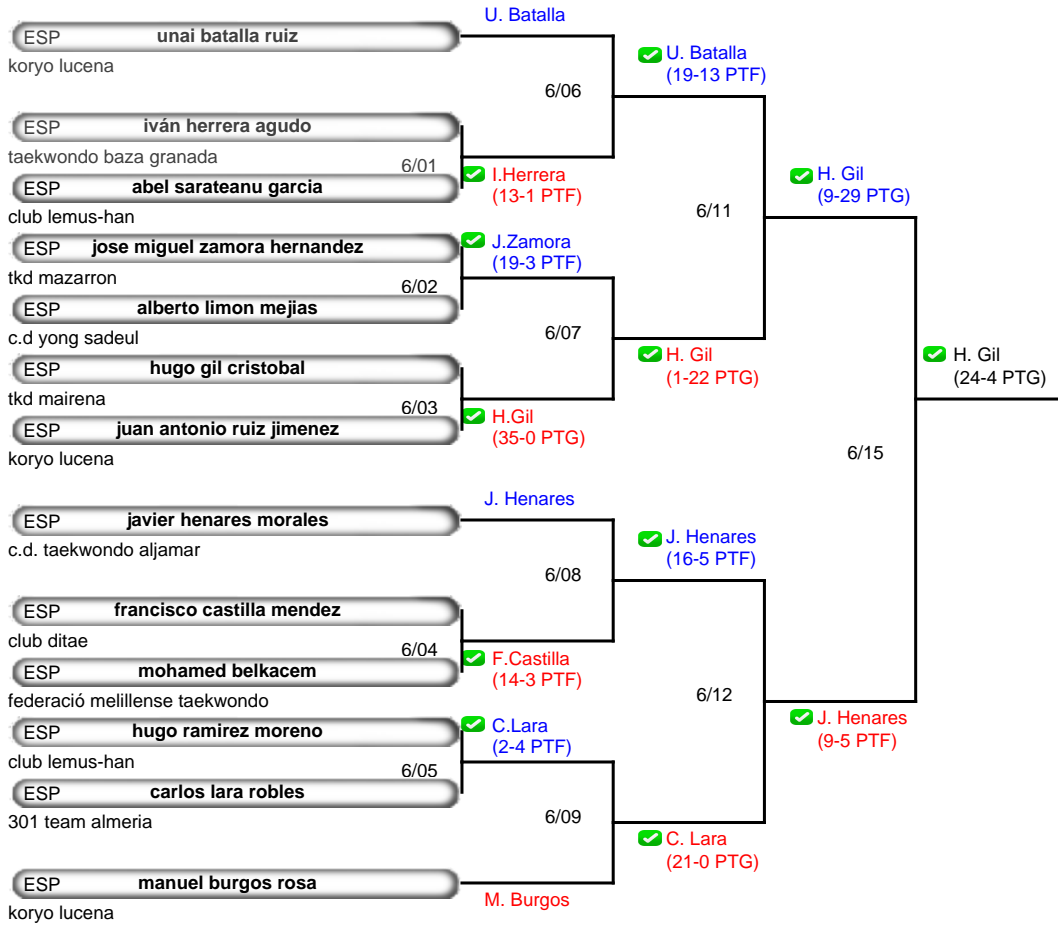 U. Batalla
ESP unai batalla ruiz
koryo lucena
U. Batalla
(19-13 PTF)
6/06
ESP iván herrera agudo
taekwondo baza granada
6/01
I.Herrera
(13-1 PTF)
ESP abel sarateanu garcia
club lemus-han
H. Gil
(9-29 PTG)
6/11
ESP jose miguel zamora hernandez
J.Zamora
(19-3 PTF)
tkd mazarron
6/02
ESP alberto limon mejias
c.d yong sadeul
6/07
H. Gil
(1-22 PTG)
ESP hugo gil cristobal
tkd mairena
6/03
H.Gil
(35-0 PTG)
ESP juan antonio ruiz jimenez
koryo lucena
H. Gil
(24-4 PTG)
6/15
J. Henares
ESP javier henares morales
c.d. taekwondo aljamar
J. Henares
(16-5 PTF)
6/08
ESP francisco castilla mendez
club ditae
6/04
F.Castilla
(14-3 PTF)
ESP mohamed belkacem
federació melillense taekwondo
6/12
J. Henares
(9-5 PTF)
ESP hugo ramirez moreno
C.Lara
(2-4 PTF)
club lemus-han
6/05
ESP carlos lara robles
301 team almeria
6/09
C. Lara
(21-0 PTG)
ESP manuel burgos rosa
M. Burgos
koryo lucena